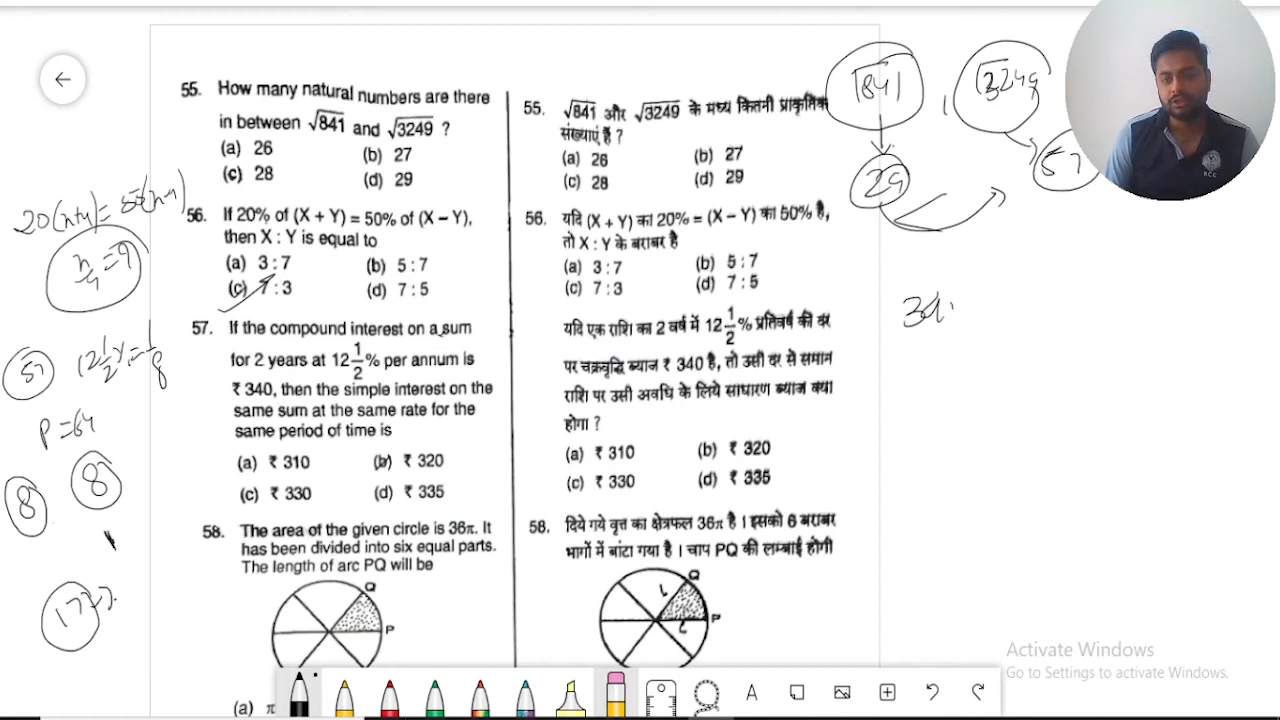 55. How many natural numbers are there
in between √841 and √3249 ?
(a) 26 (b) 27
(c) 28 (d) 29
56. If 20% of (X + Y) = 50% of (X – Y),
then X : Y is equal to
(a) 3 : 7 (b) 5 : 7
(c) 7 : 3 (d) 7 : 5
57. If the compound interest on a sum
for 2 years at 12 1/2 % per annum is
₹ 340, then the simple interest on the
same sum at the same rate for the
same period of time is
(a) ₹ 310 (b) ₹ 320
(c) ₹ 330 (d) ₹ 335
58. The area of the given circle is 36π. It
has been divided into six equal parts.
The length of arc PQ will be
Q
P
(a) π
55. √841 और √3249 के मध्य कितनी प्राकृतिक
संख्याएं हैं ?
(a) 26 (b) 27
(c) 28 (d) 29
56. यदि (X + Y) का 20% = (X – Y) का 50% है,
तो X : Y के बराबर है
(a) 3 : 7 (b) 5 : 7
(c) 7 : 3 (d) 7 : 5
यदि एक राशि का 2 वर्ष में 12 1/2 % प्रतिवर्ष की दर
पर चक्रवृद्धि ब्याज ₹ 340 है, तो उसी दर से समान
राशि पर उसी अवधि के लिये साधारण ब्याज क्या
होगा ?
(a) ₹ 310 (b) ₹ 320
(c) ₹ 330 (d) ₹ 335
58. दिये गये वृत्त का क्षेत्रफल 36π है । इसको 6 बराबर
भागों में बांटा गया है । चाप PQ की लम्बाई होगी
Q
P
√841 √3249
29 57
12 1/2 % = 1/8
P = 64
8 8
RCC
Activate Windows
Go to Settings to activate Windows.
A